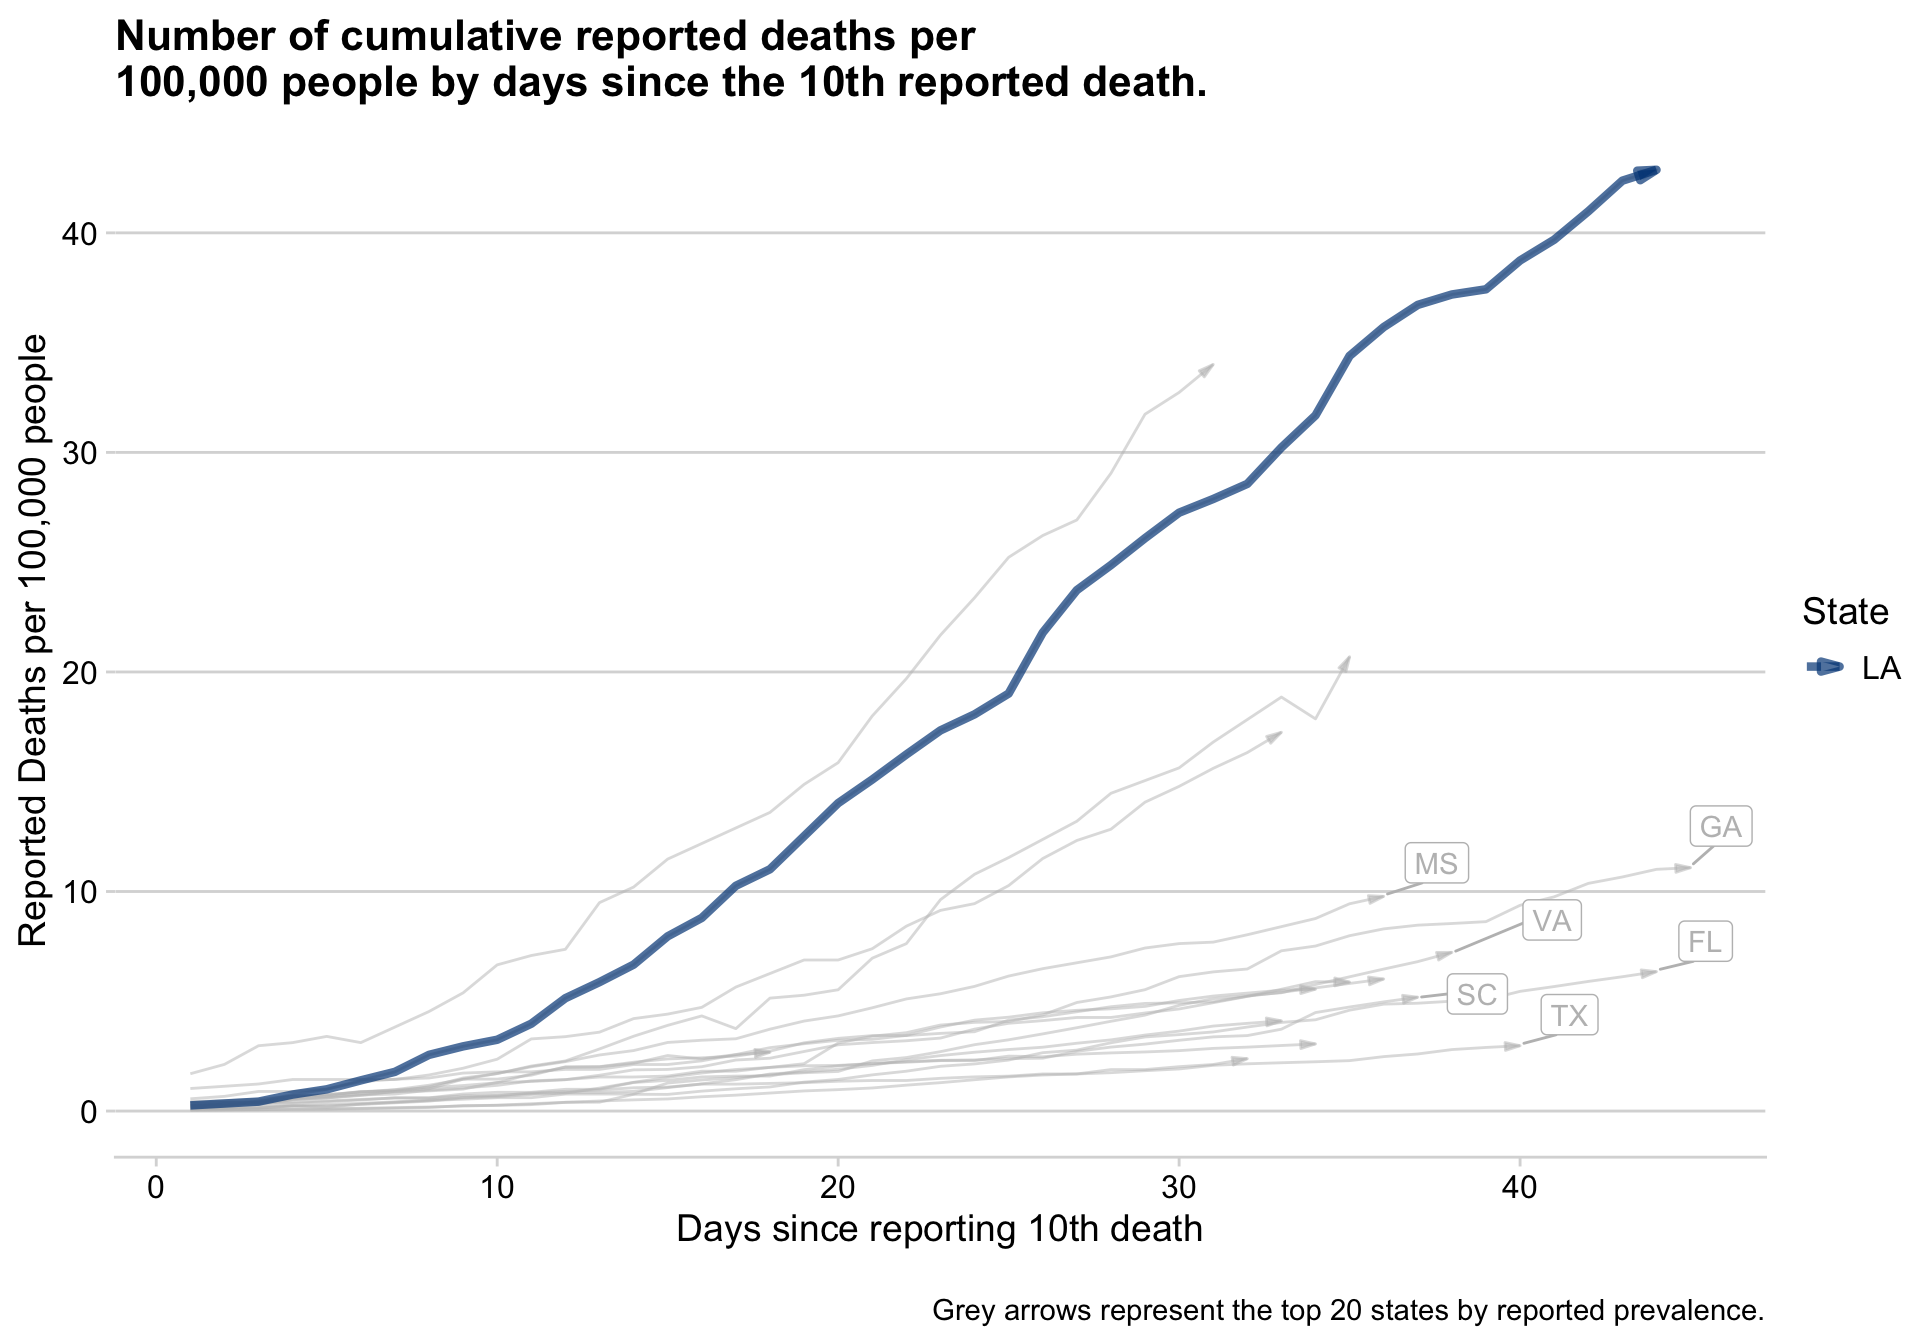 Number of cumulative reported deaths per
100,000 people by days since the 10th reported death.
Reported Deaths per 100,000 people
40
30
20
10
0
GA
MS
VA
FL
SC
TX
State
LA
0 10 20 30 40
Days since reporting 10th death
Grey arrows represent the top 20 states by reported prevalence.